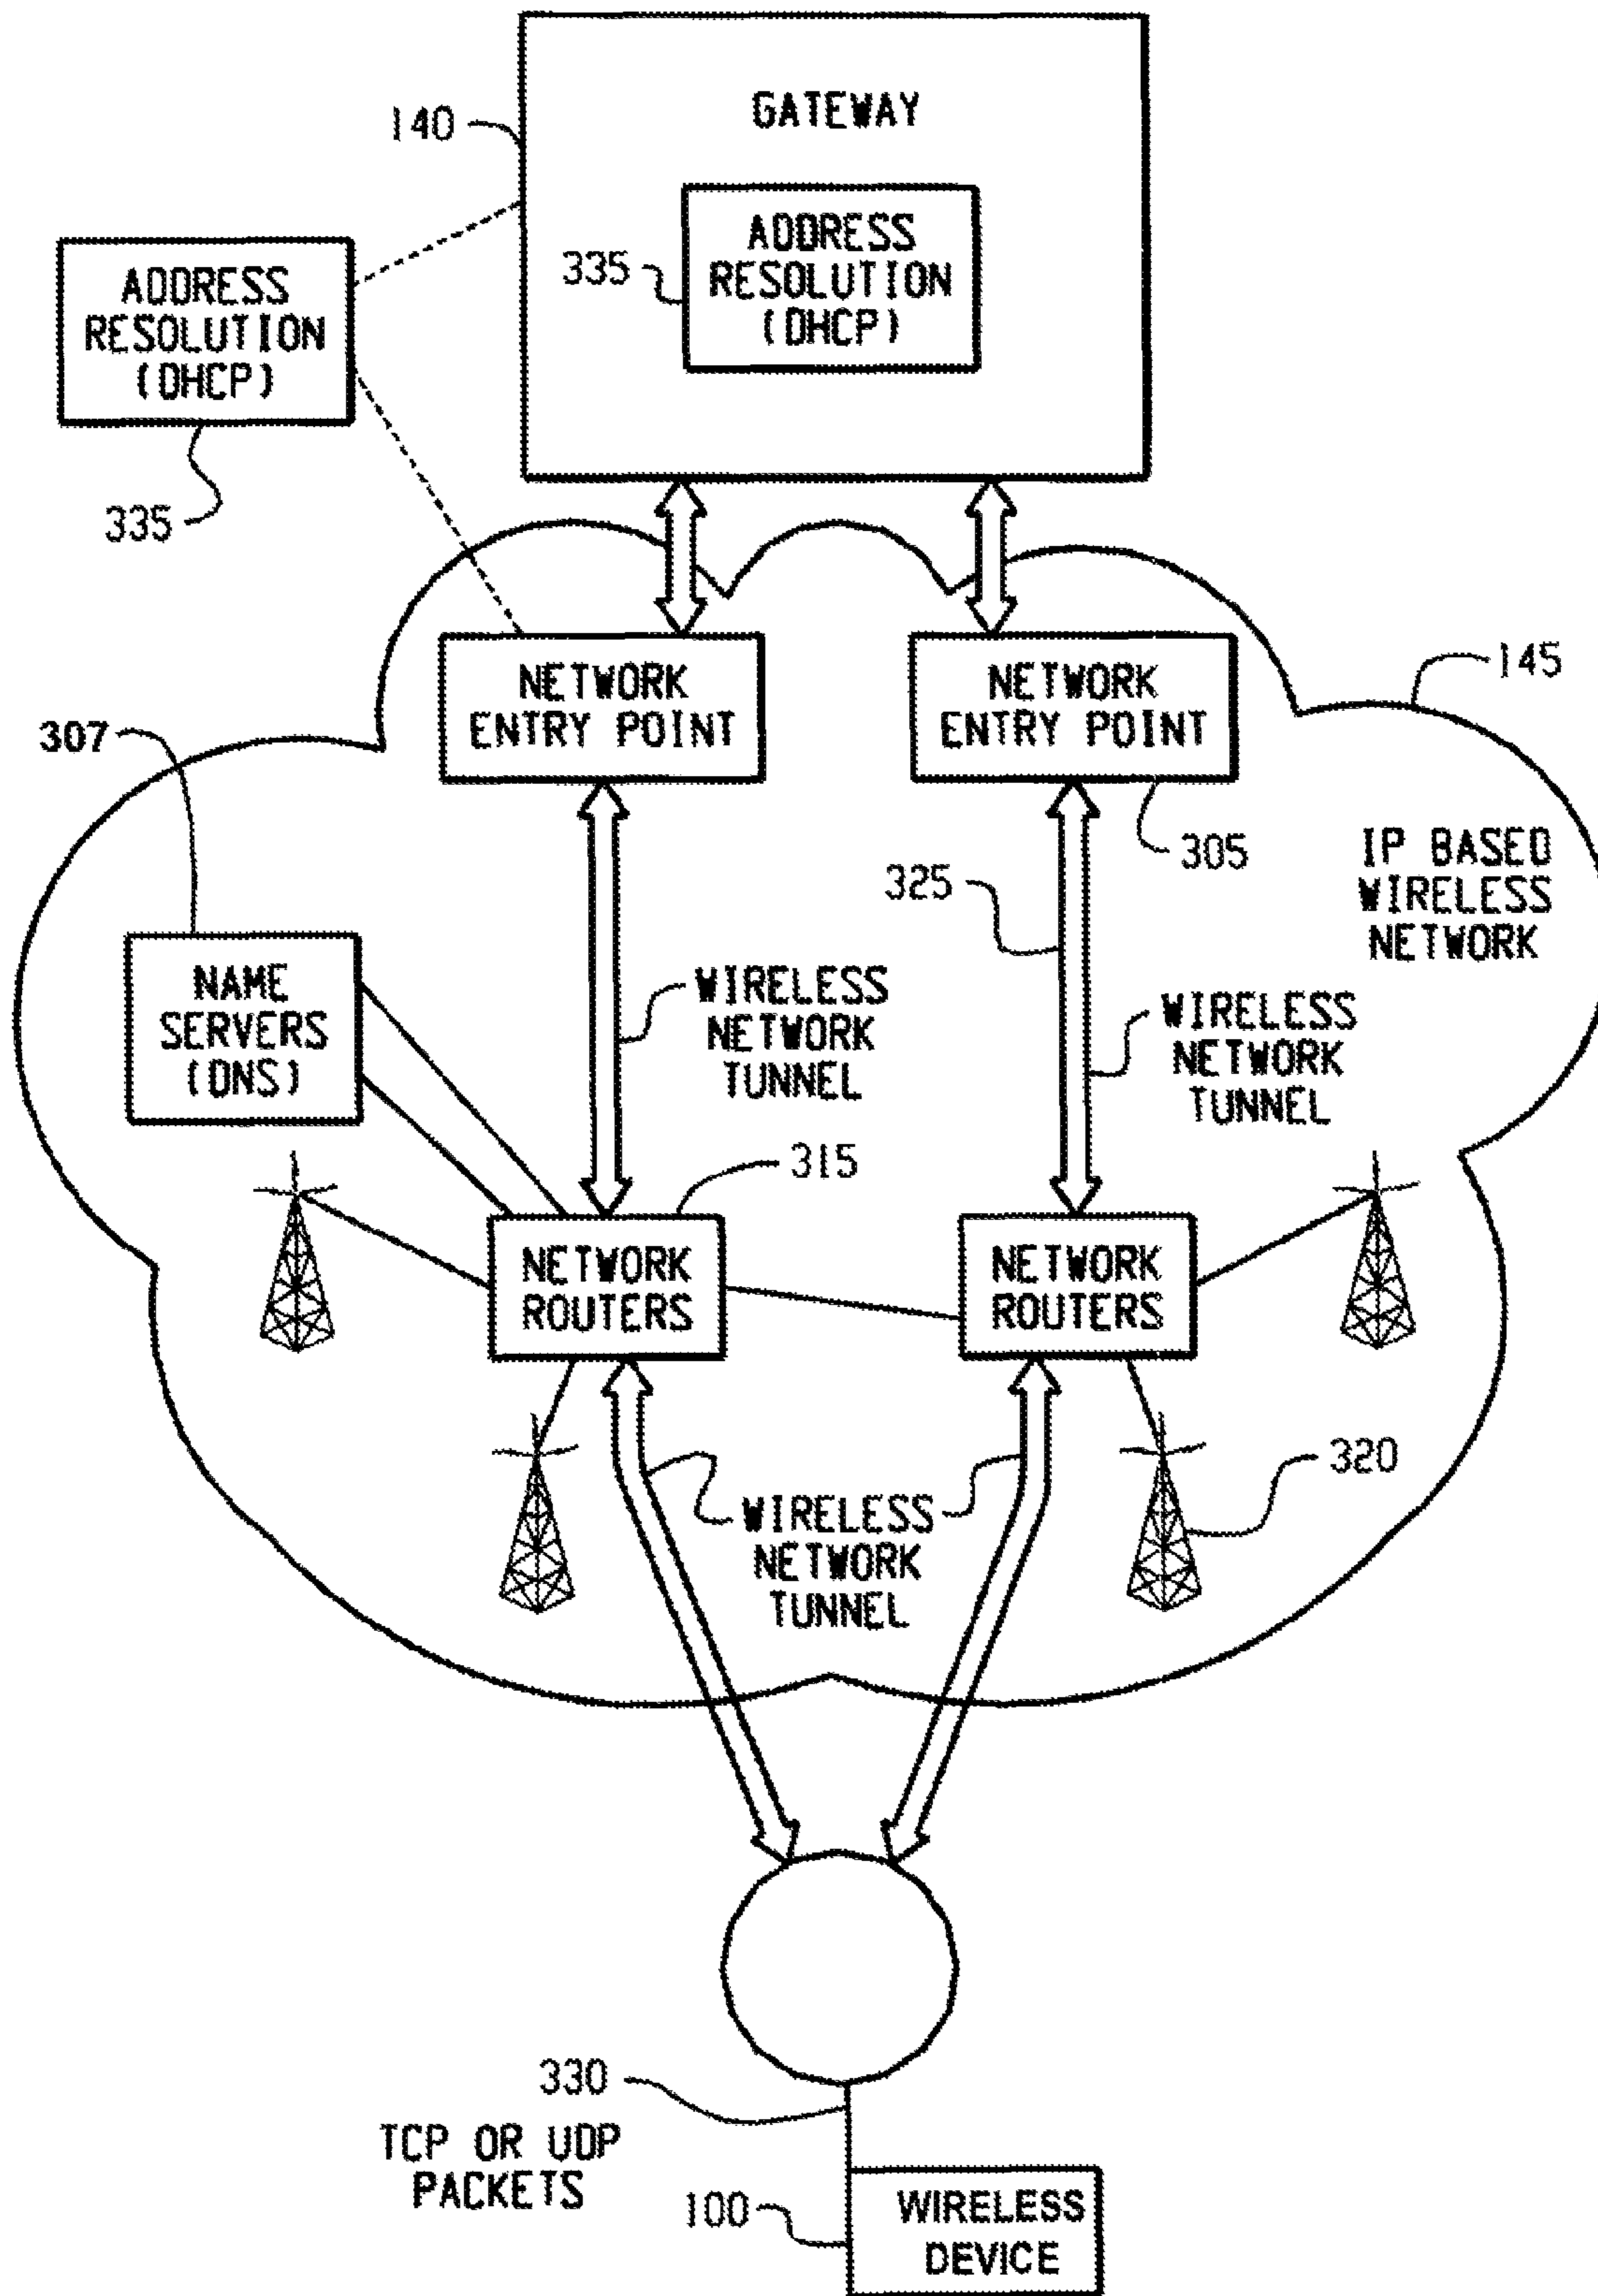 GATEWAY
140
ADDRESS
RESOLUTION
(DHCP)
335
ADDRESS
RESOLUTION
(DHCP)
335
NETWORK
ENTRY POINT
NETWORK
ENTRY POINT
145
307
305
325
IP BASED
WIRELESS
NETWORK
NAME
SERVERS
(DNS)
WIRELESS
NETWORK
TUNNEL
WIRELESS
NETWORK
TUNNEL
315
NETWORK
ROUTERS
NETWORK
ROUTERS
320
WIRELESS
NETWORK
TUNNEL
330
TCP OR UDP
PACKETS
100
WIRELESS
DEVICE